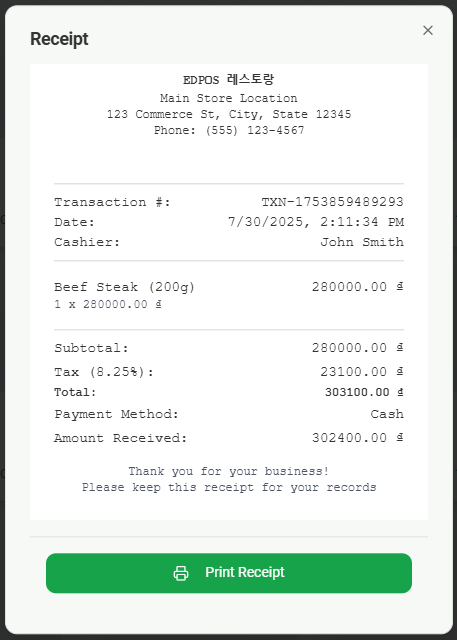 Receipt
EDPOS 레스토랑
Main Store Location
123 Commerce St, City, State 12345
Phone: (555) 123-4567
Transaction #: TXN-1753859489293
Date: 7/30/2025, 2:11:34 PM
Cashier: John Smith
Beef Steak (200g) 280000.00 ₫
1 x 280000.00 ₫
Subtotal: 280000.00 ₫
Tax (8.25%): 23100.00 ₫
Total: 303100.00 ₫
Payment Method: Cash
Amount Received: 302400.00 ₫
Thank you for your business!
Please keep this receipt for your records
Print Receipt